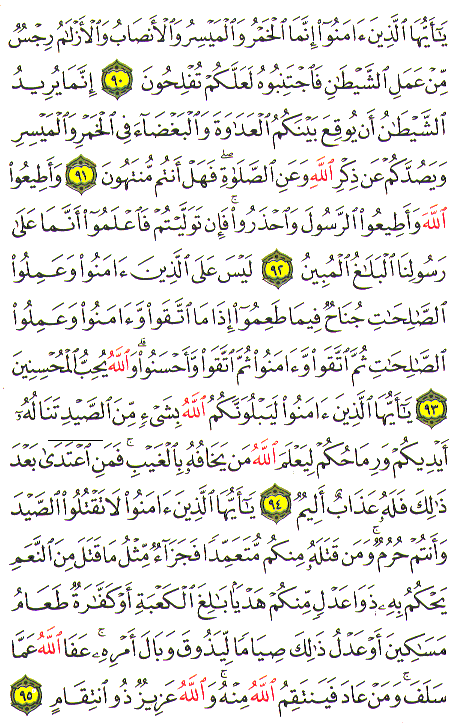 يَـٰٓأَيُّهَا ٱلَّذِينَ ءَامَنُوٓا۟ إِنَّمَا ٱلْخَمْرُ وَٱلْمَيْسِرُ وَٱلْأَنصَابُ وَٱلْأَزْلَـٰمُ رِجْسٌ
مِّنْ عَمَلِ ٱلشَّيْطَـٰنِ فَٱجْتَنِبُوهُ لَعَلَّكُمْ تُفْلِحُونَ ٩٠ إِنَّمَا يُرِيدُ
ٱلشَّيْطَـٰنُ أَن يُوقِعَ بَيْنَكُمُ ٱلْعَدَٰوَةَ وَٱلْبَغْضَآءَ فِى ٱلْخَمْرِ وَٱلْمَيْسِرِ
وَيَصُدَّكُمْ عَن ذِكْرِ ٱللَّهِ وَعَنِ ٱلصَّلَوٰةِ ۖ فَهَلْ أَنتُم مُّنتَهُونَ ٩١ وَأَطِيعُوا۟
ٱللَّهَ وَأَطِيعُوا۟ ٱلرَّسُولَ وَٱحْذَرُوا۟ ۚ فَإِن تَوَلَّيْتُمْ فَٱعْلَمُوٓا۟ أَنَّمَا عَلَىٰ
رَسُولِنَا ٱلْبَلَـٰغُ ٱلْمُبِينُ ٩٢ لَيْسَ عَلَى ٱلَّذِينَ ءَامَنُوا۟ وَعَمِلُوا۟
ٱلصَّـٰلِحَـٰتِ جُنَاحٌ فِيمَا طَعِمُوٓا۟ إِذَا مَا ٱتَّقَوا۟ وَّءَامَنُوا۟ وَعَمِلُوا۟
ٱلصَّـٰلِحَـٰتِ ثُمَّ ٱتَّقَوا۟ وَّءَامَنُوا۟ ثُمَّ ٱتَّقَوا۟ وَّأَحْسَنُوا۟ ۗ وَٱللَّهُ يُحِبُّ ٱلْمُحْسِنِينَ
٩٣ يَـٰٓأَيُّهَا ٱلَّذِينَ ءَامَنُوا۟ لَيَبْلُوَنَّكُمُ ٱللَّهُ بِشَىْءٍ مِّنَ ٱلصَّيْدِ تَنَالُهُۥٓ
أَيْدِيكُمْ وَرِمَاحُكُمْ لِيَعْلَمَ ٱللَّهُ مَن يَخَافُهُۥ بِٱلْغَيْبِ ۚ فَمَنِ ٱعْتَدَىٰ بَعْدَ
ذَٰلِكَ فَلَهُۥ عَذَابٌ أَلِيمٌ ٩٤ يَـٰٓأَيُّهَا ٱلَّذِينَ ءَامَنُوا۟ لَا تَقْتُلُوا۟ ٱلصَّيْدَ
وَأَنتُمْ حُرُمٌ ۚ وَمَن قَتَلَهُۥ مِنكُم مُّتَعَمِّدًا فَجَزَآءٌ مِّثْلُ مَا قَتَلَ مِنَ ٱلنَّعَمِ
يَحْكُمُ بِهِۦ ذَوَا عَدْلٍ مِّنكُمْ هَدْيًۢا بَـٰلِغَ ٱلْكَعْبَةِ أَوْ كَفَّـٰرَةٌ طَعَامُ
مَسَـٰكِينَ أَوْ عَدْلُ ذَٰلِكَ صِيَامًا لِّيَذُوقَ وَبَالَ أَمْرِهِۦ ۗ عَفَا ٱللَّهُ عَمَّا
سَلَفَ ۚ وَمَنْ عَادَ فَيَنتَقِمُ ٱللَّهُ مِنْهُ ۗ وَٱللَّهُ عَزِيزٌ ذُو ٱنتِقَامٍ ٩٥